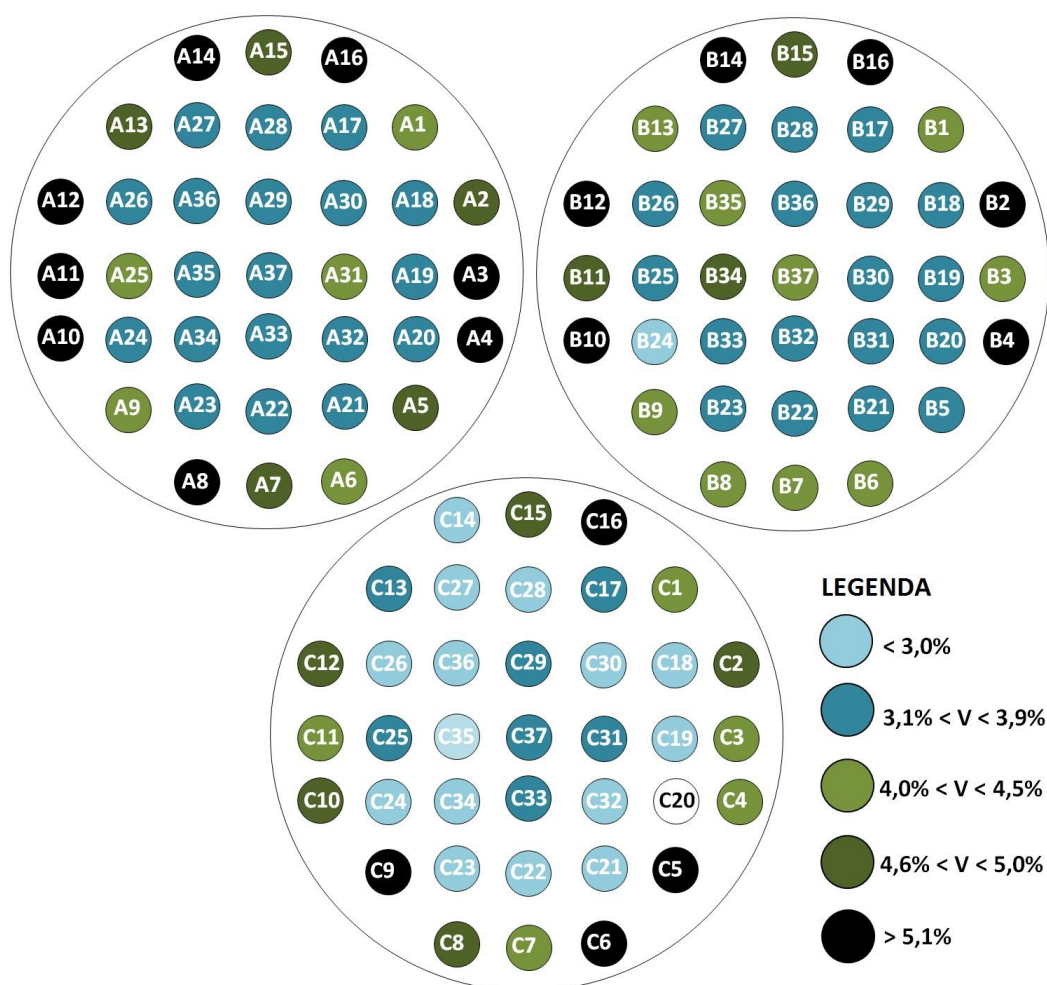 A14 A15 A16
A13 A27 A28 A17 A1
A12 A26 A36 A29 A30 A18 A2
A11 A25 A35 A37 A31 A19 A3
A10 A24 A34 A33 A32 A20 A4
A9 A23 A22 A21 A5
A8 A7 A6
B14 B15 B16
B13 B27 B28 B17 B1
B12 B26 B35 B36 B29 B18 B2
B11 B25 B34 B37 B30 B19 B3
B10 B24 B33 B32 B31 B20 B4
B9 B23 B22 B21 B5
B8 B7 B6
C14 C15 C16
C13 C27 C28 C17 C1
C12 C26 C36 C29 C30 C18 C2
C11 C25 C35 C37 C31 C19 C3
C10 C24 C34 C33 C32 C20 C4
C9 C23 C22 C21 C5
C8 C7 C6
LEGENDA
< 3,0%
3,1% < V < 3,9%
4,0% < V < 4,5%
4,6% < V < 5,0%
> 5,1%